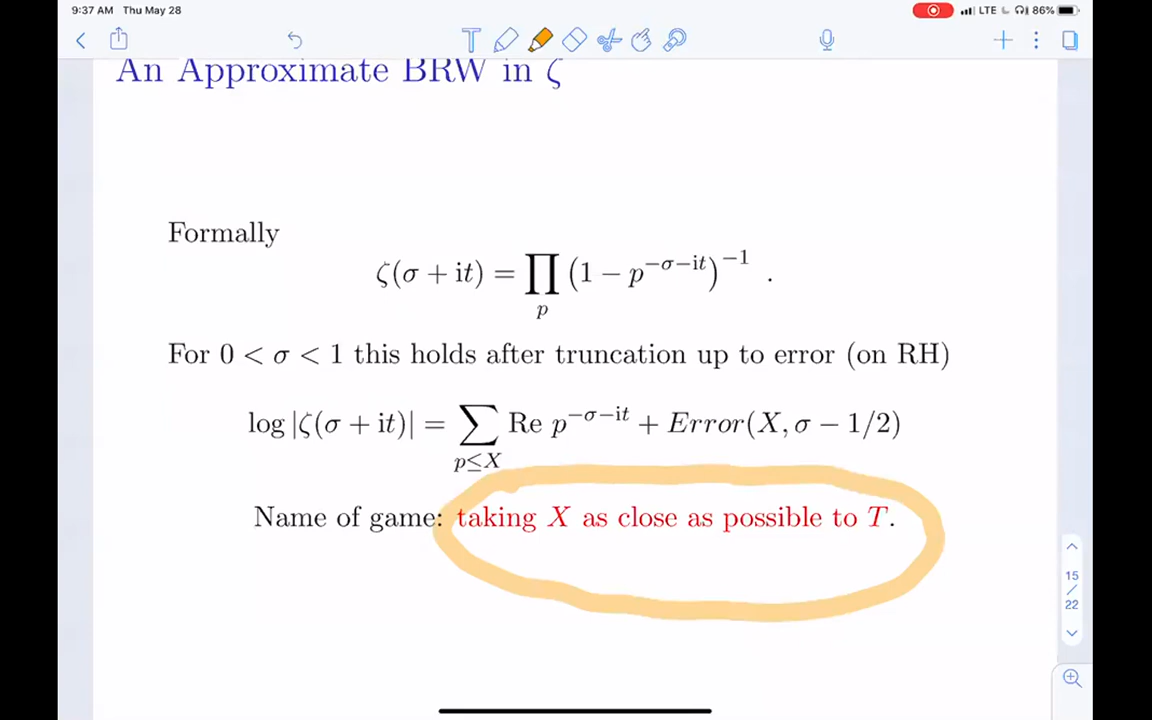 9:37 AM Thu May 28
LTE 86%
An Approximate BRW in ζ
Formally
ζ(σ + it) = ∏_p (1 − p^{−σ−it})^{−1} .
For 0 < σ < 1 this holds after truncation up to error (on RH)
log |ζ(σ + it)| = ∑_{p≤X} Re p^{−σ−it} + Error(X, σ − 1/2)
Name of game: taking X as close as possible to T.
15
/
22